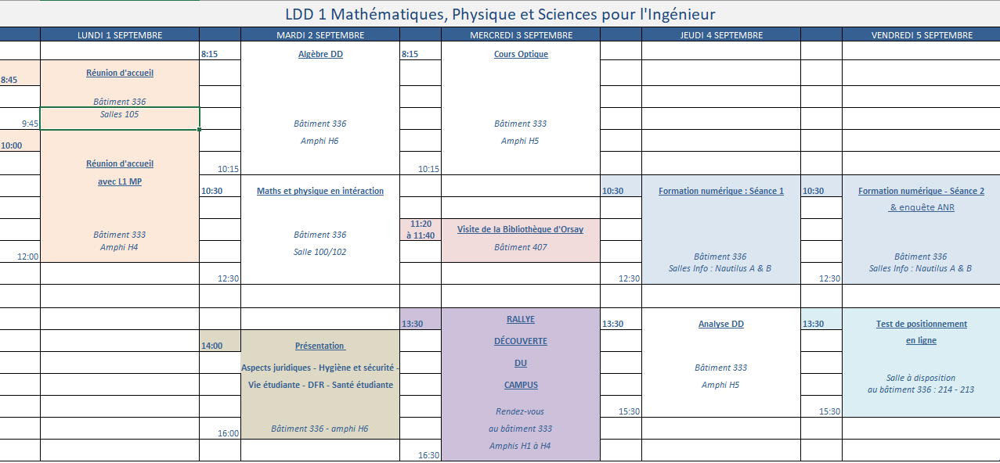 LDD 1 Mathématiques, Physique et Sciences pour l'Ingénieur
LUNDI 1 SEPTEMBRE
MARDI 2 SEPTEMBRE
MERCREDI 3 SEPTEMBRE
JEUDI 4 SEPTEMBRE
VENDREDI 5 SEPTEMBRE
8:45
Réunion d'accueil
Bâtiment 336
Salles 105
9:45
10:00
Réunion d'accueil
avec L1 MP
Bâtiment 333
Amphi H4
12:00
8:15
Algèbre DD
Bâtiment 336
Amphi H6
10:15
10:30
Maths et physique en intéraction
Bâtiment 336
Salle 100/102
12:30
14:00
Présentation
Aspects juridiques - Hygiène et sécurité -
Vie étudiante - DFR - Santé étudiante
Bâtiment 336 - amphi H6
16:00
8:15
Cours Optique
Bâtiment 333
Amphi H5
10:15
11:20
à 11:40
Visite de la Bibliothèque d'Orsay
Bâtiment 407
13:30
RALLYE
DÉCOUVERTE
DU
CAMPUS
Rendez-vous
au bâtiment 333
Amphis H1 à H4
16:30
10:30
Formation numérique : Séance 1
Bâtiment 336
Salles Info : Nautilus A & B
12:30
13:30
Analyse DD
Bâtiment 333
Amphi H5
15:30
10:30
Formation numérique - Séance 2
& enquête ANR
Bâtiment 336
Salles Info : Nautilus A & B
12:30
13:30
Test de positionnement
en ligne
Salle à disposition
au bâtiment 336 : 214 - 213
15:30